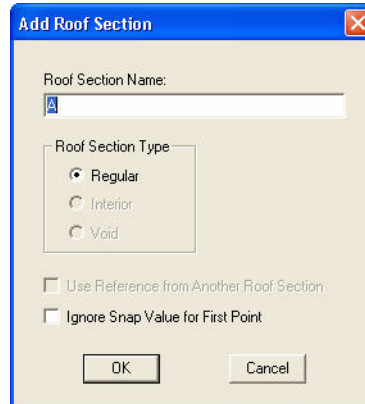 Add Roof Section
Roof Section Name:
A
Roof Section Type
Regular
Interior
Void
Use Reference from Another Roof Section
Ignore Snap Value for First Point
OK Cancel